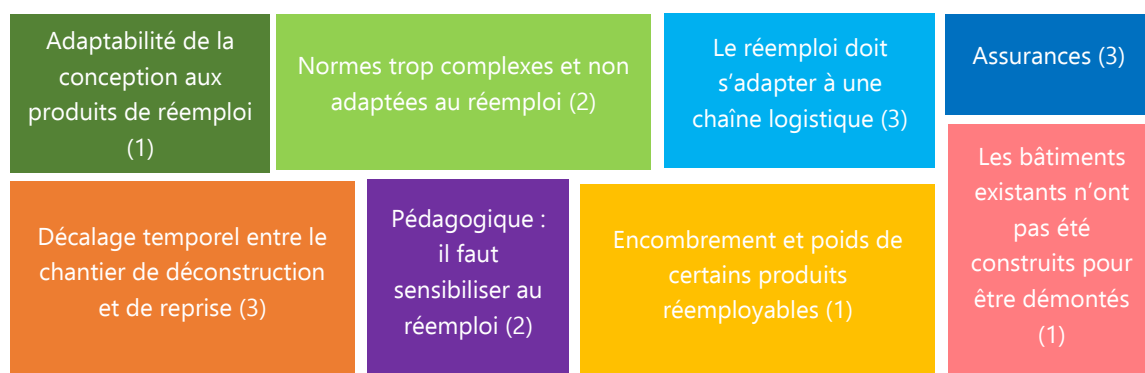 Adaptabilité de la
conception aux
produits de réemploi
(1)
Normes trop complexes et non
adaptées au réemploi (2)
Le réemploi doit
s’adapter à une
chaîne logistique (3)
Assurances (3)
Décalage temporel entre le
chantier de déconstruction
et de reprise (3)
Pédagogique :
il faut
sensibiliser au
réemploi (2)
Encombrement et poids de
certains produits
réemployables (1)
Les bâtiments
existants n’ont
pas été
construits pour
être démontés
(1)